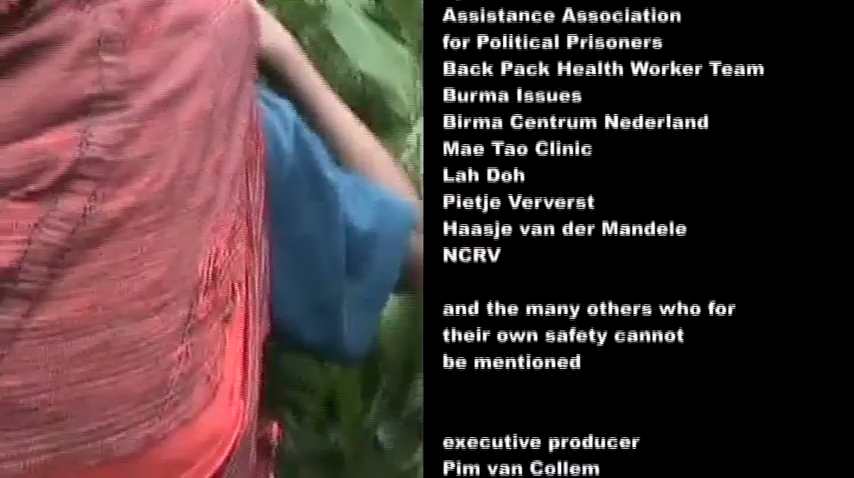 Assistance Association
for Political Prisoners
Back Pack Health Worker Team
Burma Issues
Birma Centrum Nederland
Mae Tao Clinic
Lah Doh
Pietje Ververst
Haasje van der Mandele
NCRV
and the many others who for
their own safety cannot
be mentioned
executive producer
Pim van Collem